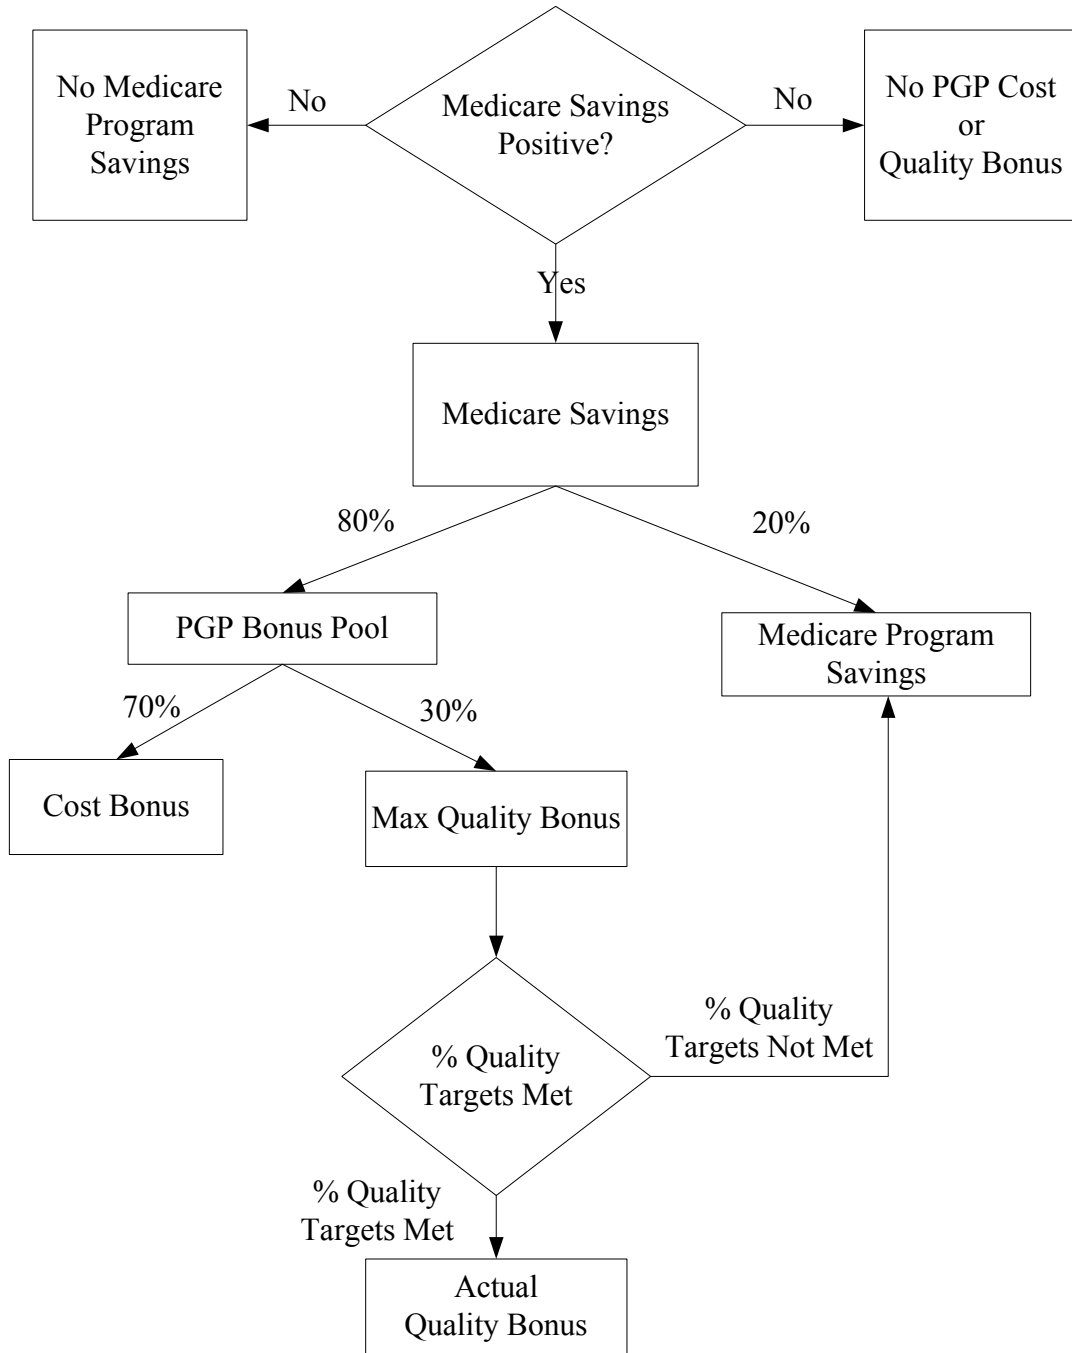 No Medicare
Program
Savings
No
Medicare Savings
Positive?
No
No PGP Cost
or
Quality Bonus
Yes
Medicare Savings
80%
20%
PGP Bonus Pool
Medicare Program
Savings
70%
30%
Cost Bonus
Max Quality Bonus
% Quality
Targets Met
% Quality
Targets Not Met
% Quality
Targets Met
Actual
Quality Bonus